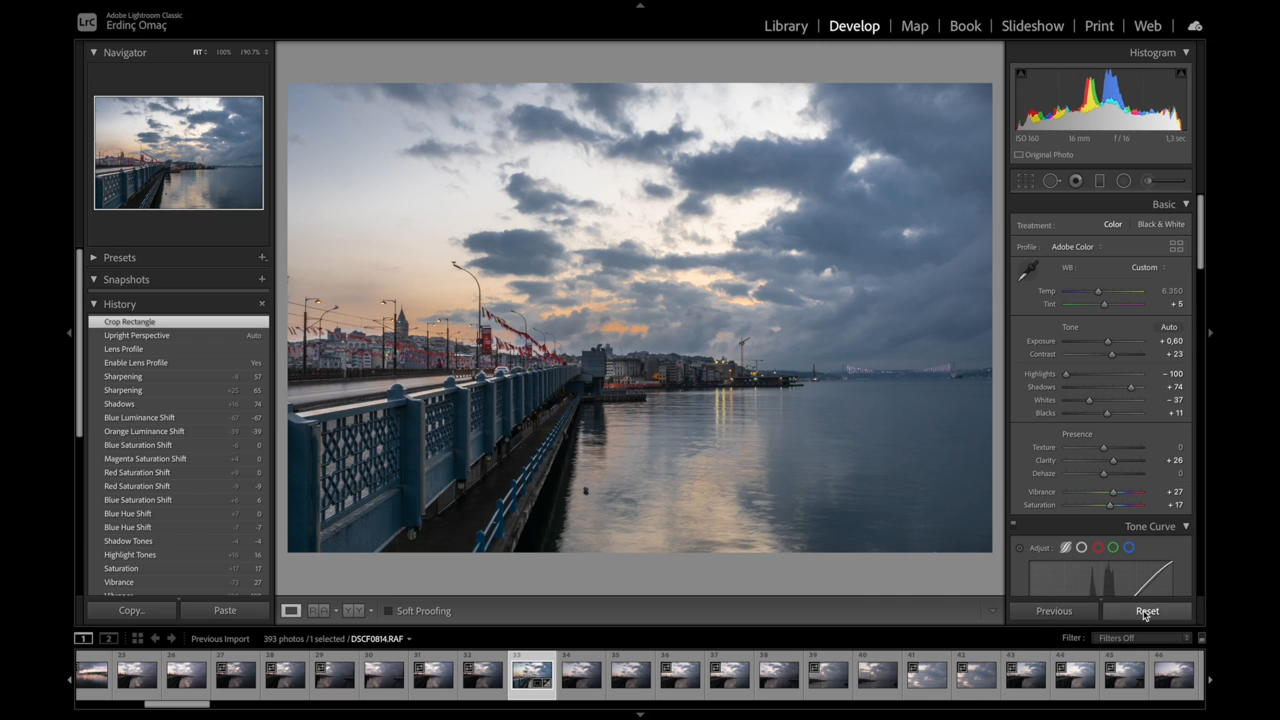 LrC
Adobe Lightroom Classic
Erdinç Omaç
Library | Develop | Map | Book | Slideshow | Print | Web
Navigator FIT 100% 190.7%
Presets
Snapshots
History
Crop Rectangle
Upright Perspective Auto
Lens Profile
Enable Lens Profile Yes
Sharpening -8 57
Sharpening +25 65
Shadows +16 74
Blue Luminance Shift -67 -67
Orange Luminance Shift -39 -39
Blue Saturation Shift -6 0
Magenta Saturation Shift +4 0
Red Saturation Shift +9 0
Red Saturation Shift -9 -9
Blue Saturation Shift +6 6
Blue Hue Shift +7 0
Blue Hue Shift -7 -7
Shadow Tones -4 -4
Highlight Tones +16 16
Saturation +17 17
Vibrance -73 27
Copy... Paste
Soft Proofing
Histogram
ISO 160 16 mm f / 16 1,3 sec
Original Photo
Basic
Treatment : Color Black & White
Profile : Adobe Color
WB : Custom
Temp 6.350
Tint + 5
Tone Auto
Exposure + 0,60
Contrast + 23
Highlights − 100
Shadows + 74
Whites − 37
Blacks + 11
Presence
Texture 0
Clarity + 26
Dehaze 0
Vibrance + 27
Saturation + 17
Tone Curve
Adjust :
Previous Reset
1 2 Previous Import 393 photos / 1 selected / DSCF0814.RAF Filter : Filters Off
25 26 27 28 29 30 31 32 33 34 35 36 37 38 39 40 41 42 43 44 45 46